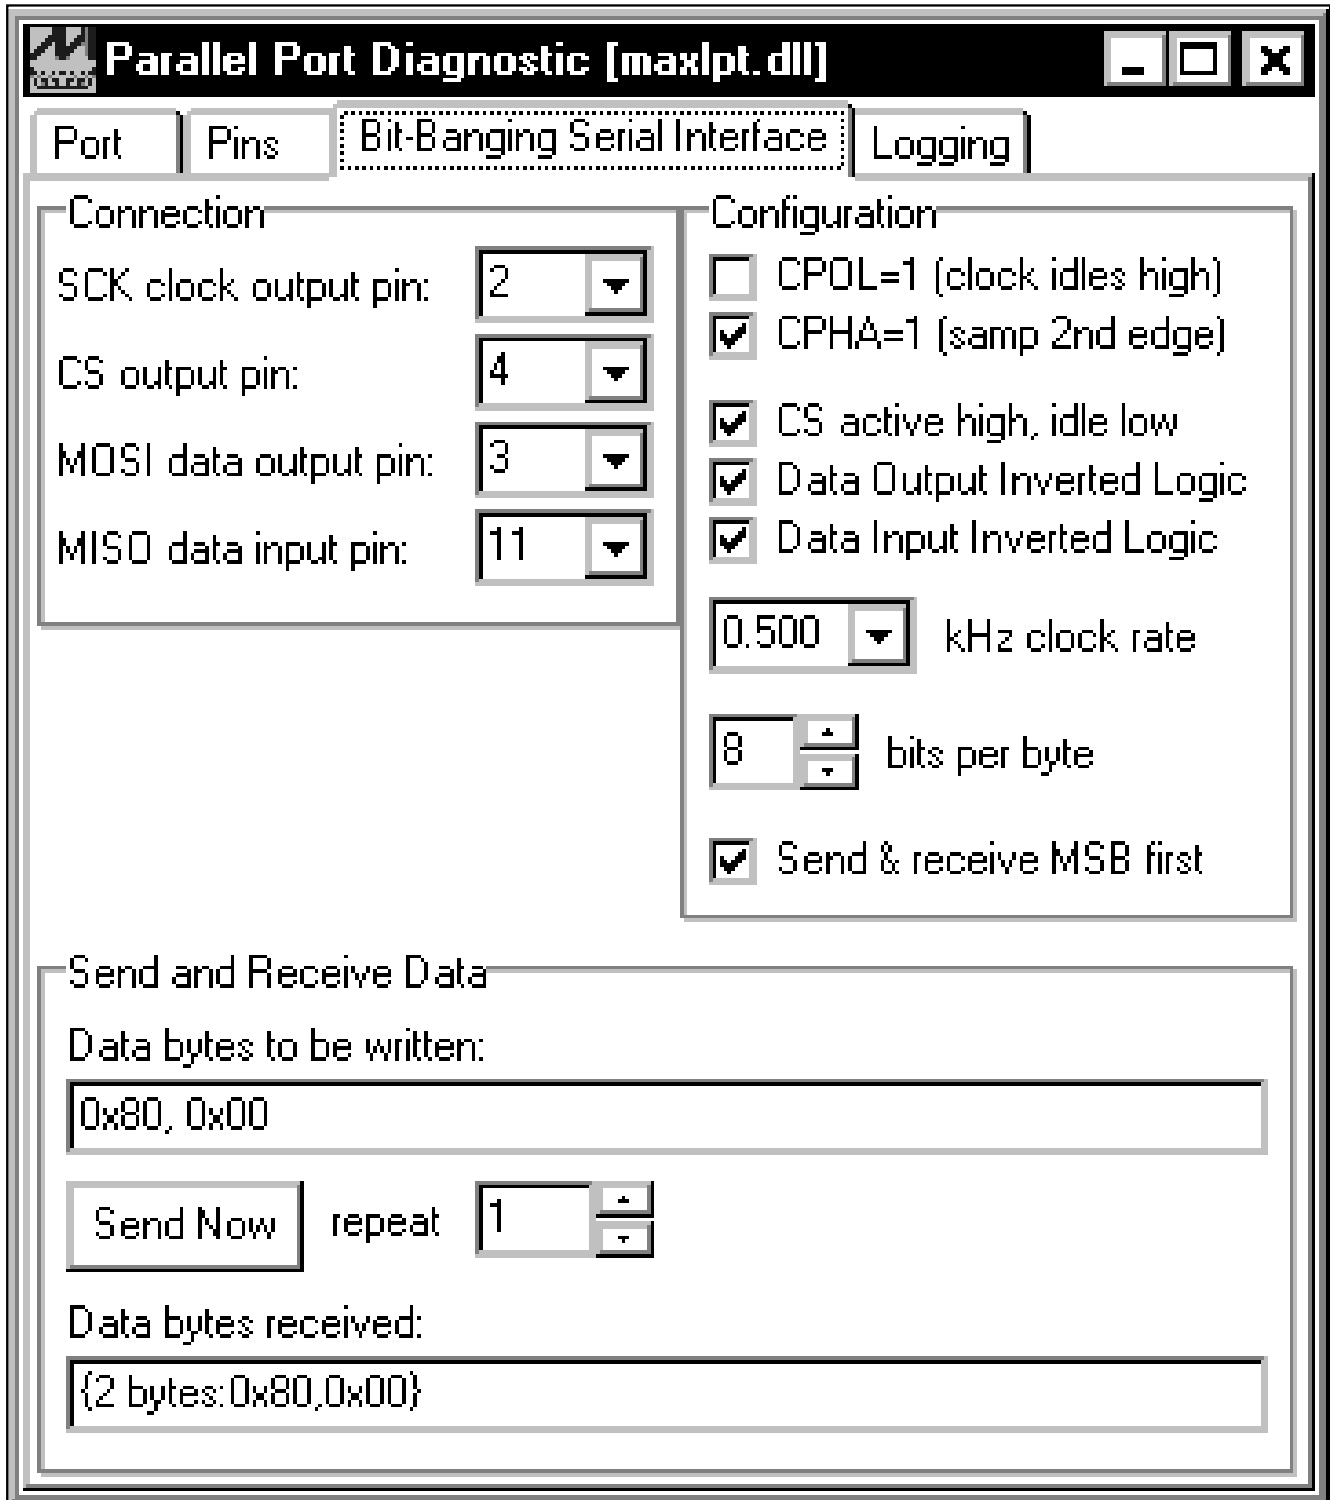 Parallel Port Diagnostic [maxlpt.dll]
Port Pins Bit-Banging Serial Interface Logging
Connection
SCK clock output pin: 2
CS output pin: 4
MOSI data output pin: 3
MISO data input pin: 11
Configuration
CPOL=1 (clock idles high)
CPHA=1 (samp 2nd edge)
CS active high, idle low
Data Output Inverted Logic
Data Input Inverted Logic
0.500 kHz clock rate
8 bits per byte
Send & receive MSB first
Send and Receive Data
Data bytes to be written:
0x80, 0x00
Send Now repeat 1
Data bytes received:
{2 bytes:0x80,0x00}